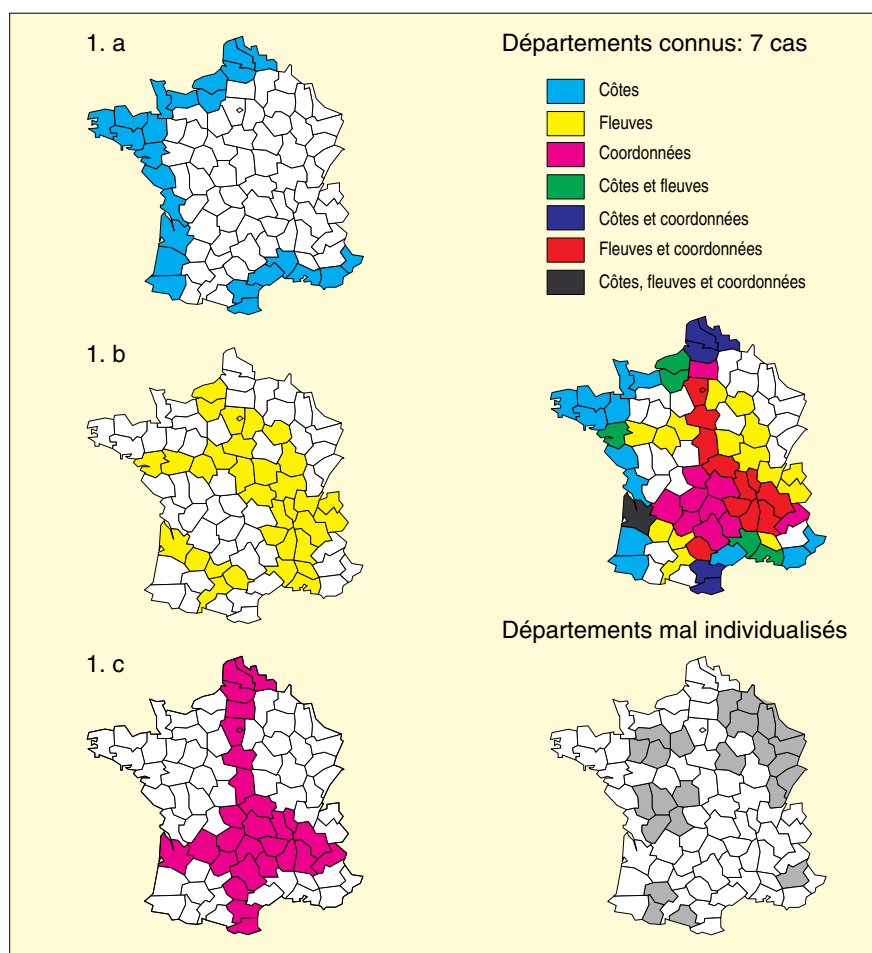 1. a
Départements connus: 7 cas
Côtes
Fleuves
Coordonnées
Côtes et fleuves
Côtes et coordonnées
Fleuves et coordonnées
Côtes, fleuves et coordonnées
1. b
Départements mal individualisés
1. c